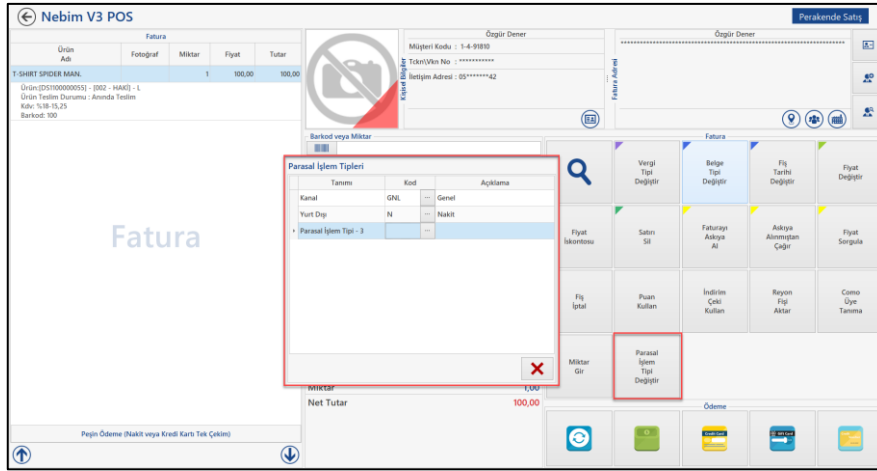 Nebim V3 POS
Perakende Satış
Fatura
Ürün
Adı
Fotoğraf
Miktar
Fiyat
Tutar
T-SHIRT SPIDER MAN.
1
100,00
100,00
Ürün:[DS1100000055] - [002 - HAKİ] - L
Ürün Teslim Durumu : Anında Teslim
Kdv: %18-15,25
Barkod: 100
Fatura
Peşin Ödeme (Nakit veya Kredi Kartı Tek Çekim)
Kişisel Bilgiler
Özgür Dener
Müşteri Kodu : 1-4-91810
Tckn\Vkn No : ***********
İletişim Adresi : 05*******42
Fatura Adresi
Özgür Dener
Barkod veya Miktar
Parasal İşlem Tipleri
Tanımı
Kod
Açıklama
Kanal
GNL
...
Genel
Yurt Dışı
N
...
Nakit
Parasal İşlem Tipi - 3
...
Miktar
1,00
Net Tutar
100,00
Fatura
Vergi
Tipi
Değiştir
Belge
Tipi
Değiştir
Fiş
Tarihi
Değiştir
Fiyat
Değiştir
Fiyat
İskontosu
Satırı
Sil
Faturayı
Askıya
Al
Askıya
Alınmıştan
Çağır
Fiyat
Sorgula
Fiş
İptal
Puan
Kullan
İndirim
Çeki
Kullan
Reyon
Fişi
Aktar
Como
Üye
Tanıma
Miktar
Gir
Parasal
İşlem
Tipi
Değiştir
Ödeme